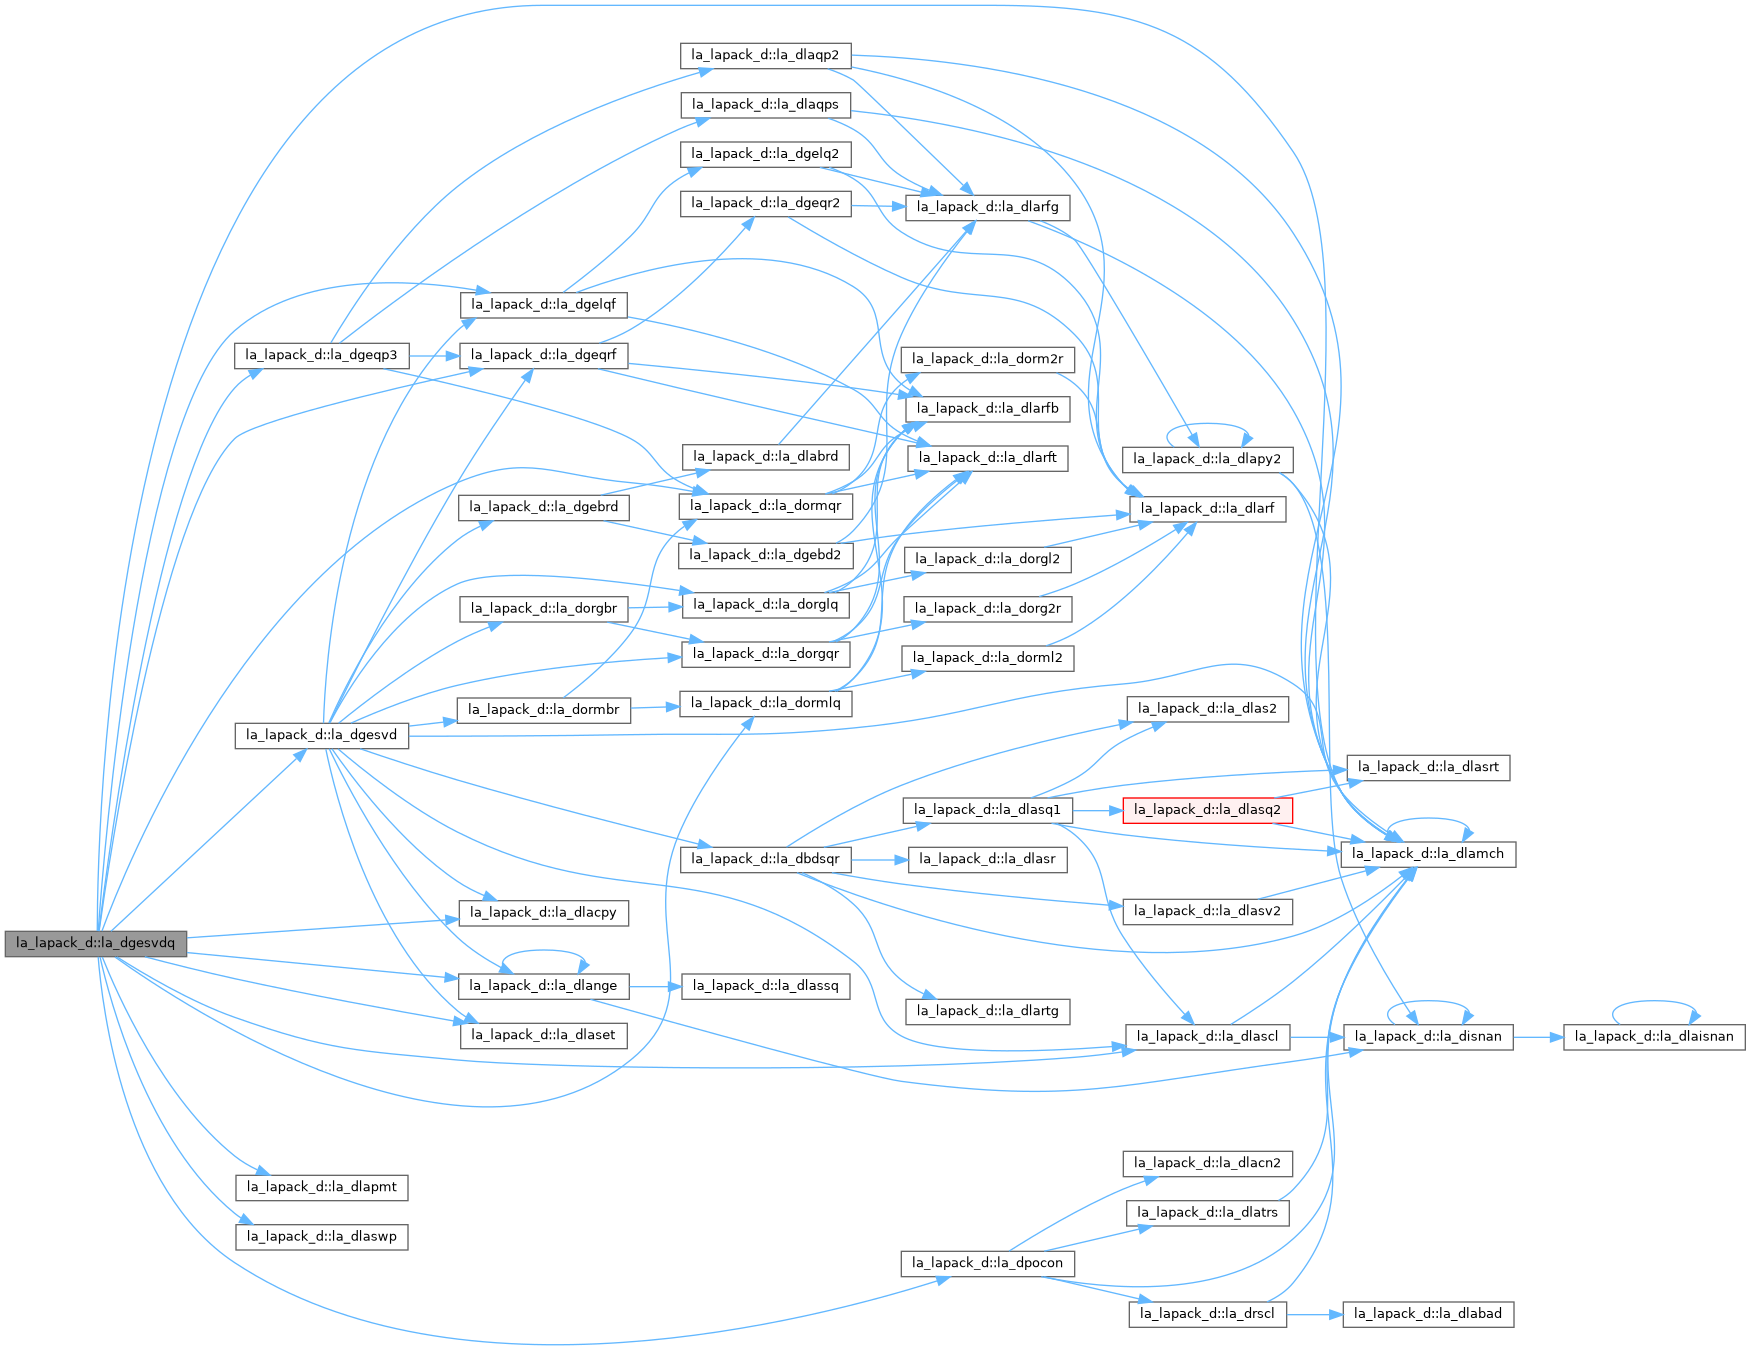 la_lapack_d::la_dlaqp2
la_lapack_d::la_dlaqps
la_lapack_d::la_dgelq2
la_lapack_d::la_dgeqr2
la_lapack_d::la_dlarfg
la_lapack_d::la_dgelqf
la_lapack_d::la_dgeqp3
la_lapack_d::la_dgeqrf
la_lapack_d::la_dorm2r
la_lapack_d::la_dlarfb
la_lapack_d::la_dlabrd
la_lapack_d::la_dlarft
la_lapack_d::la_dlapy2
la_lapack_d::la_dgebrd
la_lapack_d::la_dormqr
la_lapack_d::la_dlarf
la_lapack_d::la_dgebd2
la_lapack_d::la_dorgl2
la_lapack_d::la_dorgbr
la_lapack_d::la_dorglq
la_lapack_d::la_dorg2r
la_lapack_d::la_dorgqr
la_lapack_d::la_dorml2
la_lapack_d::la_dormbr
la_lapack_d::la_dormlq
la_lapack_d::la_dlas2
la_lapack_d::la_dgesvd
la_lapack_d::la_dlasrt
la_lapack_d::la_dlasq1
la_lapack_d::la_dlasq2
la_lapack_d::la_dbdsqr
la_lapack_d::la_dlasr
la_lapack_d::la_dlamch
la_lapack_d::la_dlacpy
la_lapack_d::la_dlasv2
la_lapack_d::la_dgesvdq
la_lapack_d::la_dlange
la_lapack_d::la_dlassq
la_lapack_d::la_dlartg
la_lapack_d::la_dlaset
la_lapack_d::la_dlascl
la_lapack_d::la_disnan
la_lapack_d::la_dlaisnan
la_lapack_d::la_dlacn2
la_lapack_d::la_dlapmt
la_lapack_d::la_dlatrs
la_lapack_d::la_dlaswp
la_lapack_d::la_dpocon
la_lapack_d::la_drscl
la_lapack_d::la_dlabad